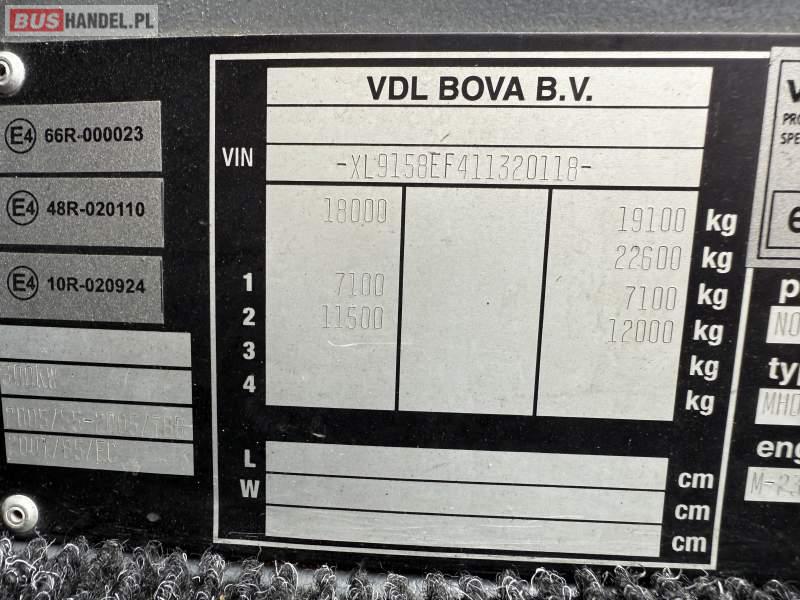 BUSHANDEL.PL
VDL BOVA B.V.
VIN -XL9158EF411320118-
18000 19100 kg
22600 kg
1 7100 7100 kg
2 11500 12000 kg
3 kg
4 kg
L cm
W cm
cm
E4 66R-000023
E4 48R-020110
E4 10R-020924